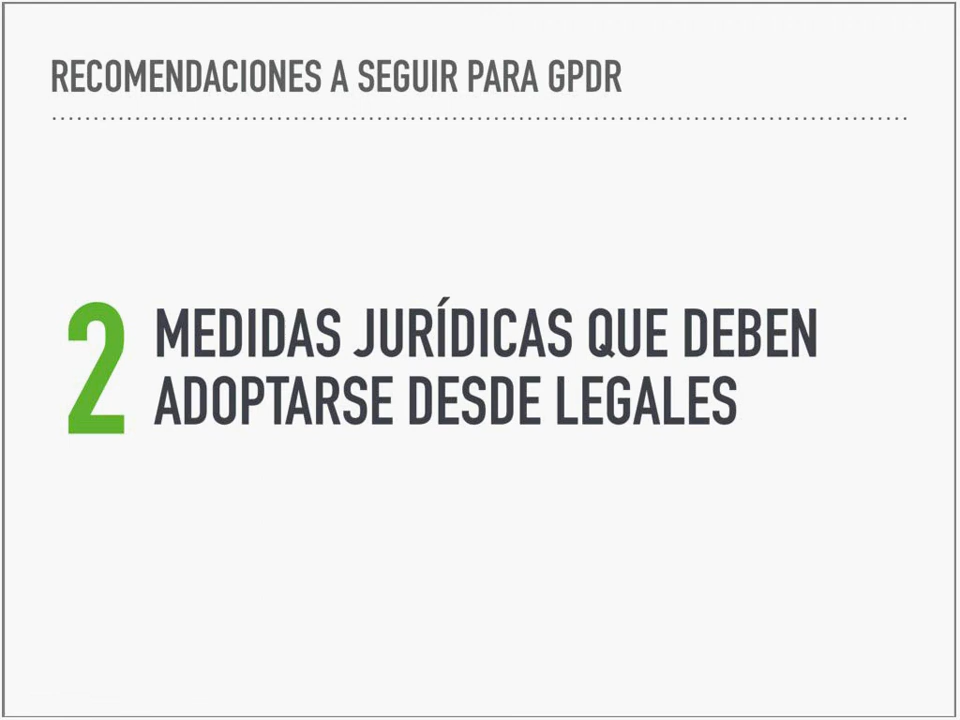 RECOMENDACIONES A SEGUIR PARA GPDR
2
MEDIDAS JURÍDICAS QUE DEBEN
ADOPTARSE DESDE LEGALES